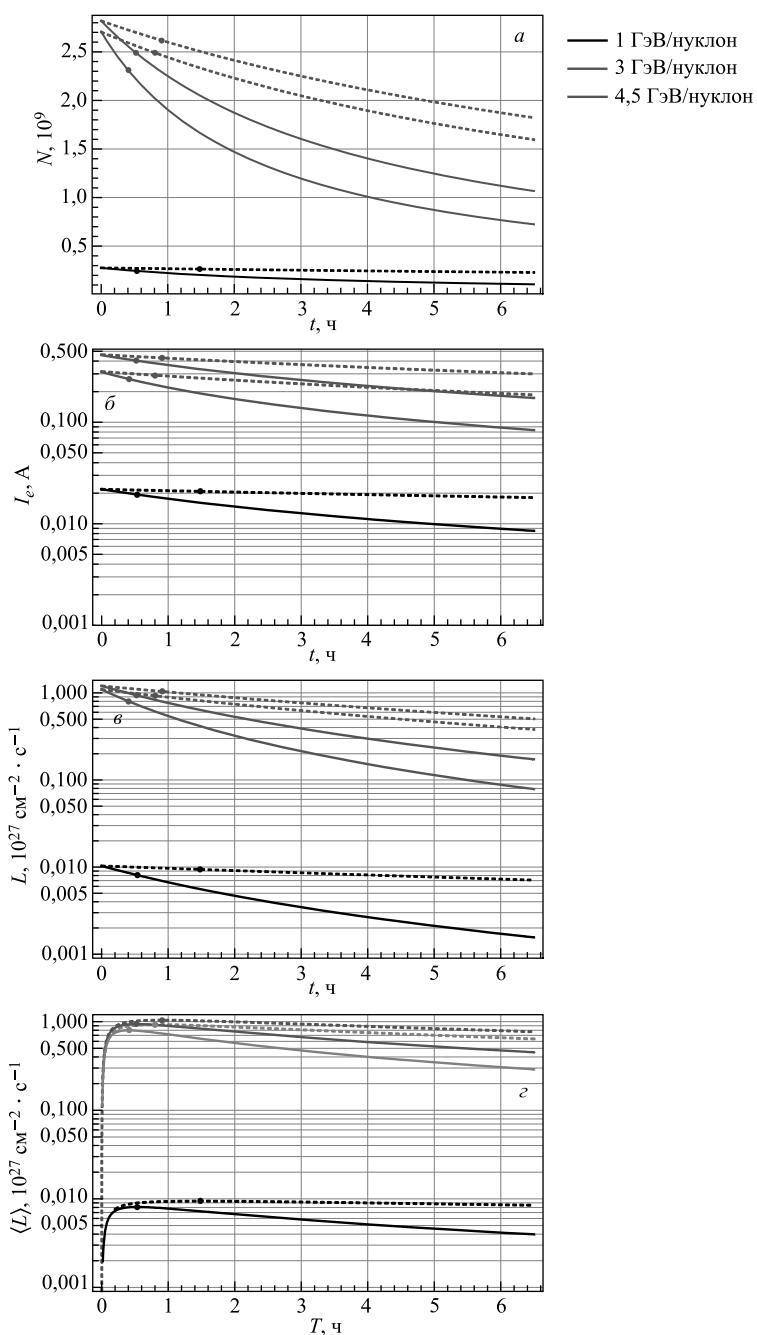 а
1 ГэВ/нуклон
3 ГэВ/нуклон
4,5 ГэВ/нуклон
N, 10⁹
2,5
2,0
1,5
1,0
0,5
0 1 2 3 4 5 6
t, ч
б
I_e, А
0,500
0,100
0,050
0,010
0,005
0,001
0 1 2 3 4 5 6
t, ч
в
L, 10²⁷ см⁻² · с⁻¹
1,000
0,500
0,100
0,050
0,010
0,005
0,001
0 1 2 3 4 5 6
t, ч
г
⟨L⟩, 10²⁷ см⁻² · с⁻¹
1,000
0,500
0,100
0,050
0,010
0,005
0,001
0 1 2 3 4 5 6
T, ч